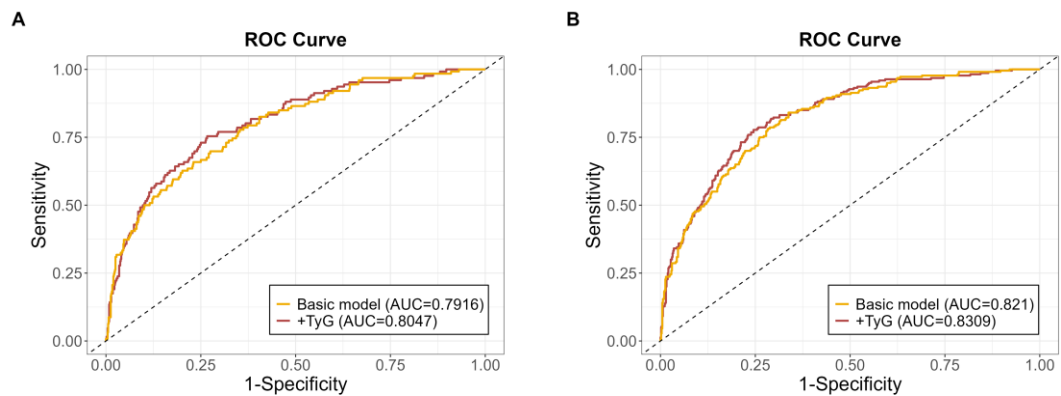 A
ROC Curve
1.00
0.75
0.50
0.25
0.00
Sensitivity
Basic model (AUC=0.7916)
+TyG (AUC=0.8047)
0.00 0.25 0.50 0.75 1.00
1-Specificity
B
ROC Curve
1.00
0.75
0.50
0.25
0.00
Sensitivity
Basic model (AUC=0.821)
+TyG (AUC=0.8309)
0.00 0.25 0.50 0.75 1.00
1-Specificity